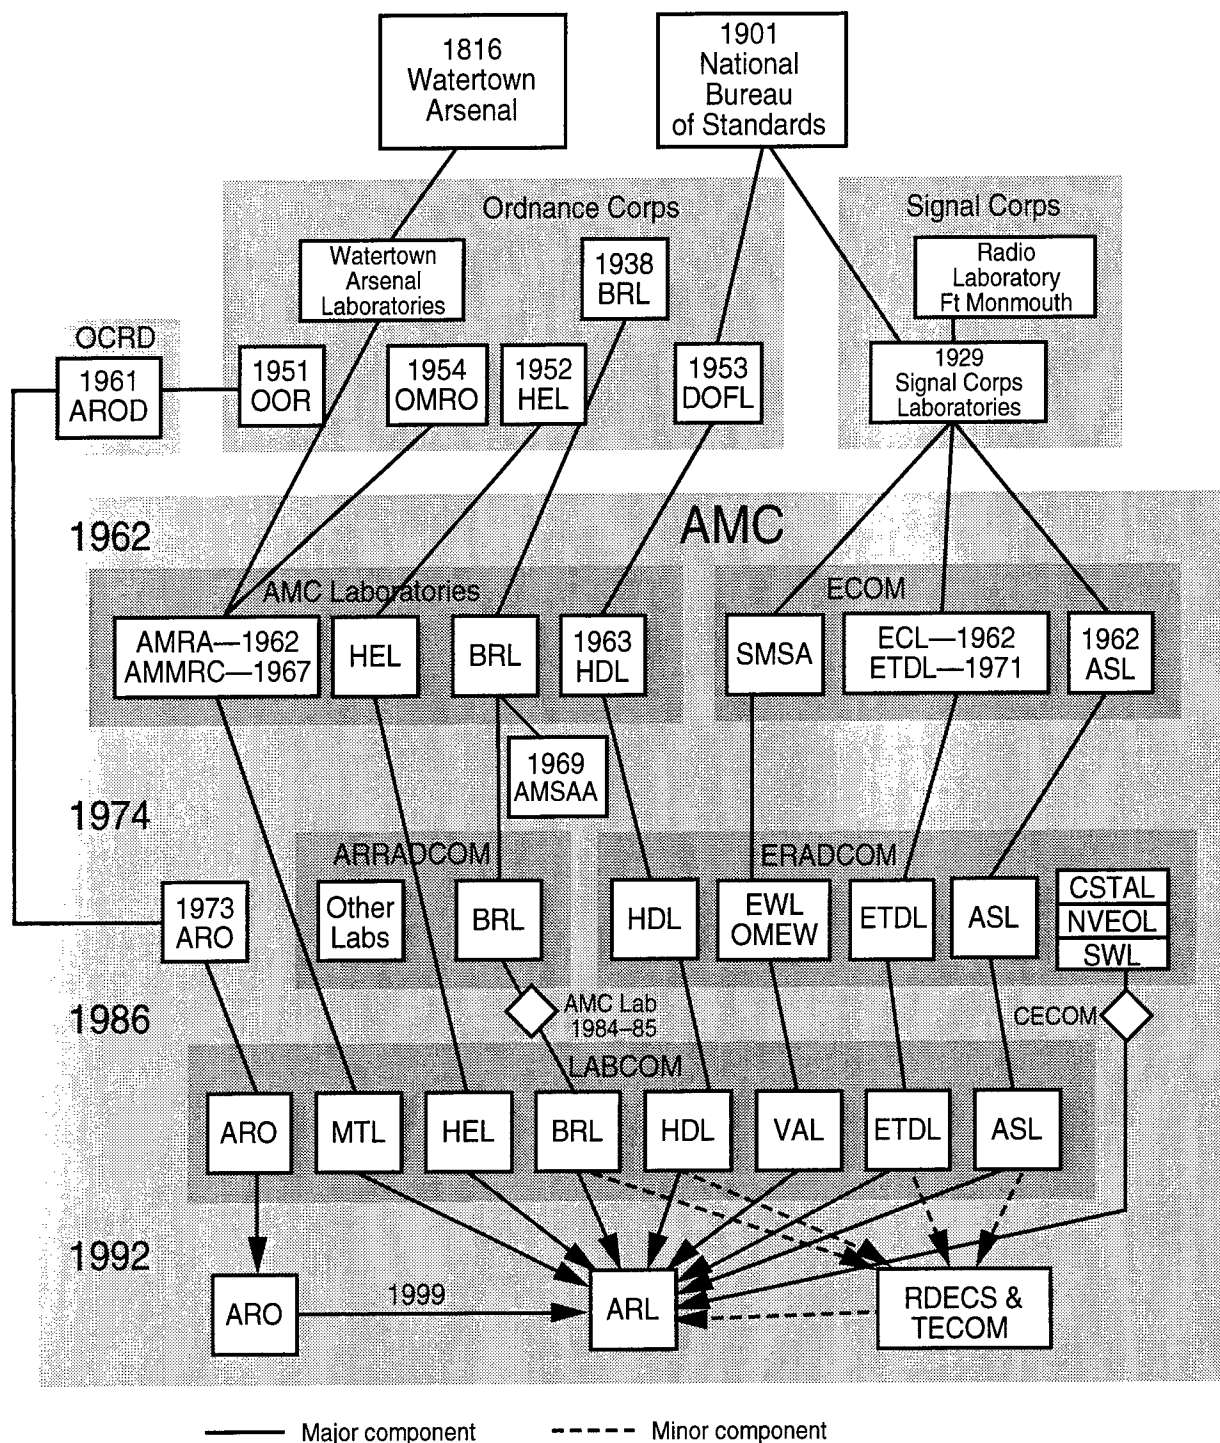 1816
Watertown
Arsenal
1901
National
Bureau
of Standards
Ordnance Corps
Signal Corps
Watertown
Arsenal
Laboratories
1938
BRL
Radio
Laboratory
Ft Monmouth
OCRD
1961
AROD
1951
OOR
1954
OMRO
1952
HEL
1953
DOFL
1929
Signal Corps
Laboratories
1962
AMC
AMC Laboratories
ECOM
AMRA—1962
AMMRC—1967
HEL
BRL
1963
HDL
SMSA
ECL—1962
ETDL—1971
1962
ASL
1969
AMSAA
1974
ARRADCOM
ERADCOM
1973
ARO
Other
Labs
BRL
HDL
EWL
OMEW
ETDL
ASL
CSTAL
NVEOL
SWL
1986
AMC Lab
1984–85
CECOM
LABCOM
ARO
MTL
HEL
BRL
HDL
VAL
ETDL
ASL
1992
ARO
1999
ARL
RDECS &
TECOM
Major component
Minor component